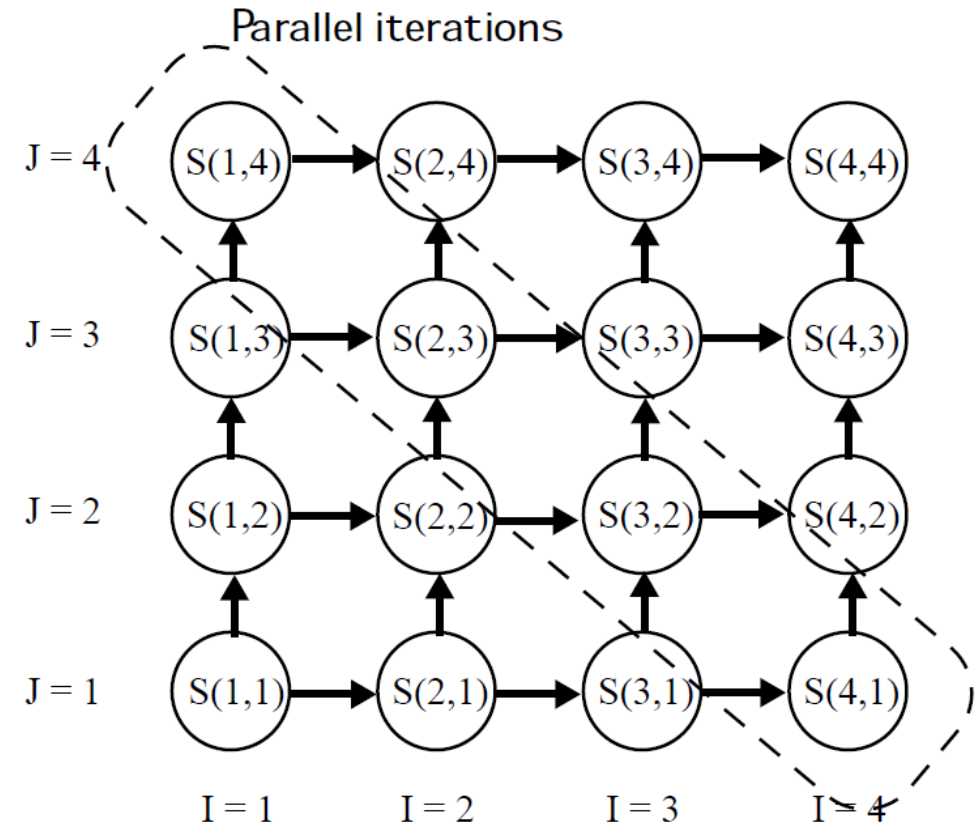 Parallel iterations
J = 4 S(1,4) S(2,4) S(3,4) S(4,4)
J = 3 S(1,3) S(2,3) S(3,3) S(4,3)
J = 2 S(1,2) S(2,2) S(3,2) S(4,2)
J = 1 S(1,1) S(2,1) S(3,1) S(4,1)
I = 1 I = 2 I = 3 I = 4